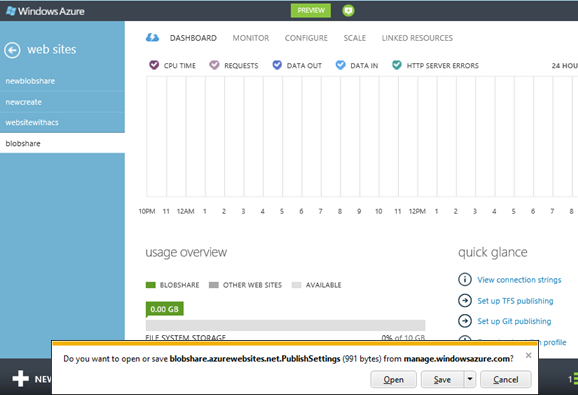 Windows Azure
PREVIEW
web sites
newblobshare
newcreate
websitewithacs
blobshare
DASHBOARD MONITOR CONFIGURE SCALE LINKED RESOURCES
CPU TIME REQUESTS DATA OUT DATA IN HTTP SERVER ERRORS 24 HOU
10PM 11 12AM 1 2 3 4 5 6 7 8 9 10 11 12PM 1 2 3 4 5 6 7 8
usage overview
BLOBSHARE OTHER WEB SITES AVAILABLE
0.00 GB
FILE SYSTEM STORAGE 0% of 10 GB
quick glance
View connection strings
Set up TFS publishing
Set up Git publishing
profile
NEW
Do you want to open or save blobshare.azurewebsites.net.PublishSettings (991 bytes) from manage.windowsazure.com?
Open Save Cancel
1